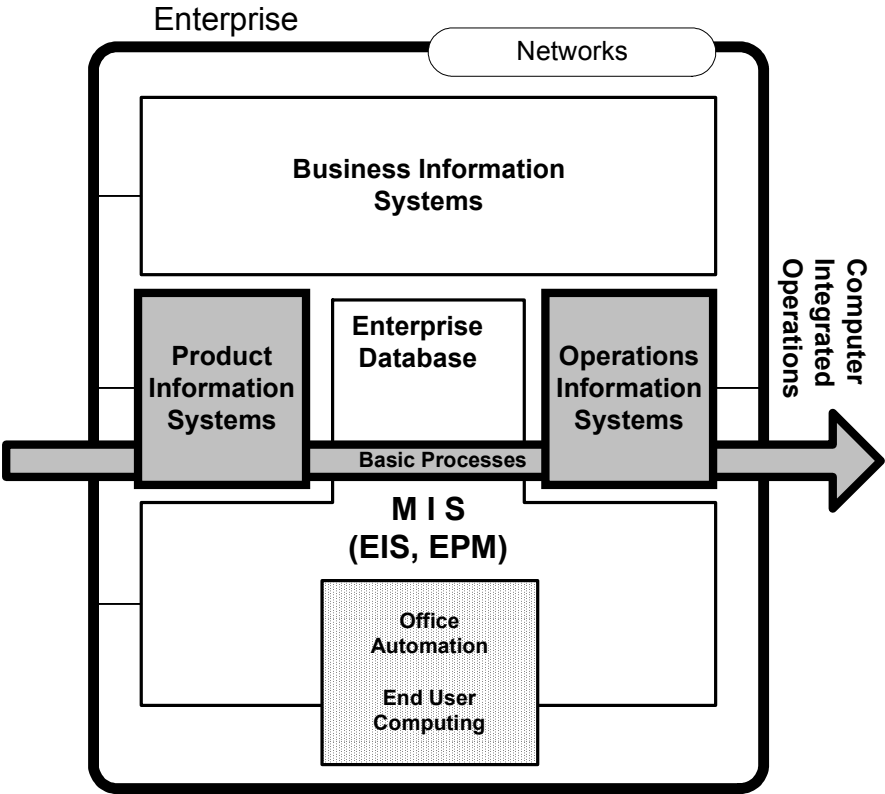 Enterprise
Networks
Business Information
Systems
Computer
Integrated
Operations
Product
Information
Systems
Enterprise
Database
Operations
Information
Systems
Basic Processes
M I S
(EIS, EPM)
Office
Automation
End User
Computing